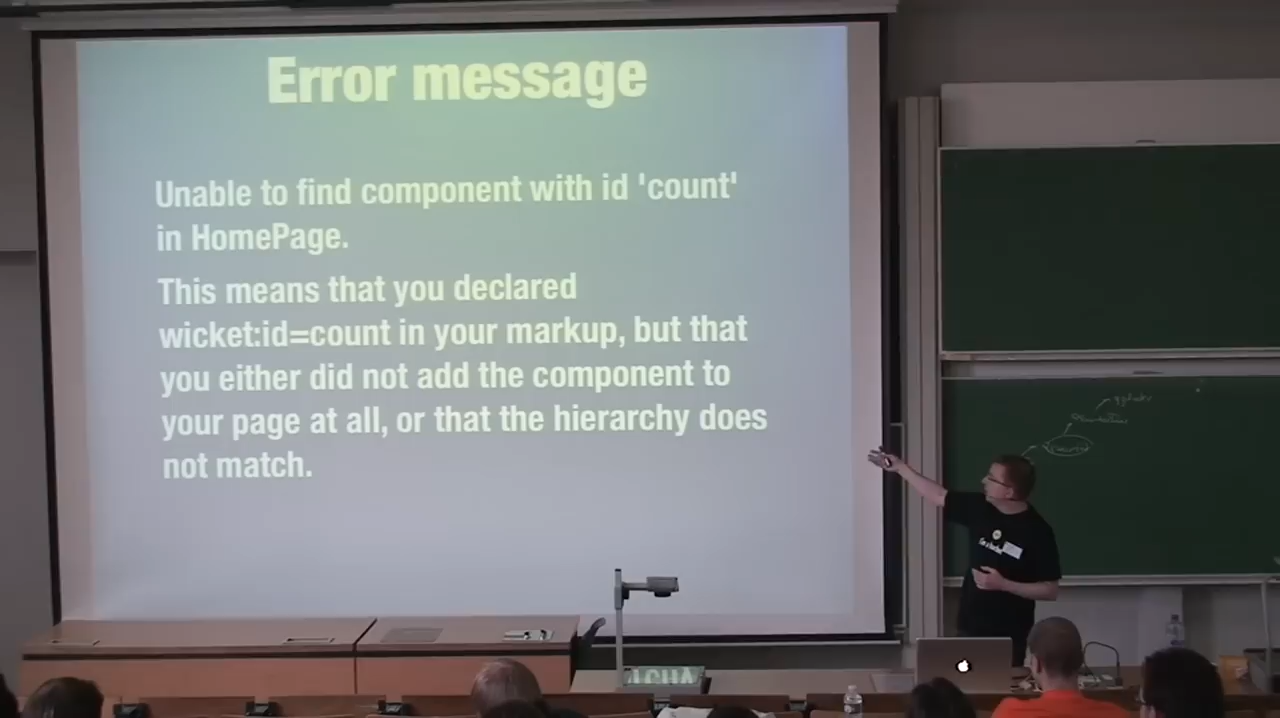 Error message
Unable to find component with id 'count'
in HomePage.
This means that you declared
wicket:id=count in your markup, but that
you either did not add the component to
your page at all, or that the hierarchy does
not match.